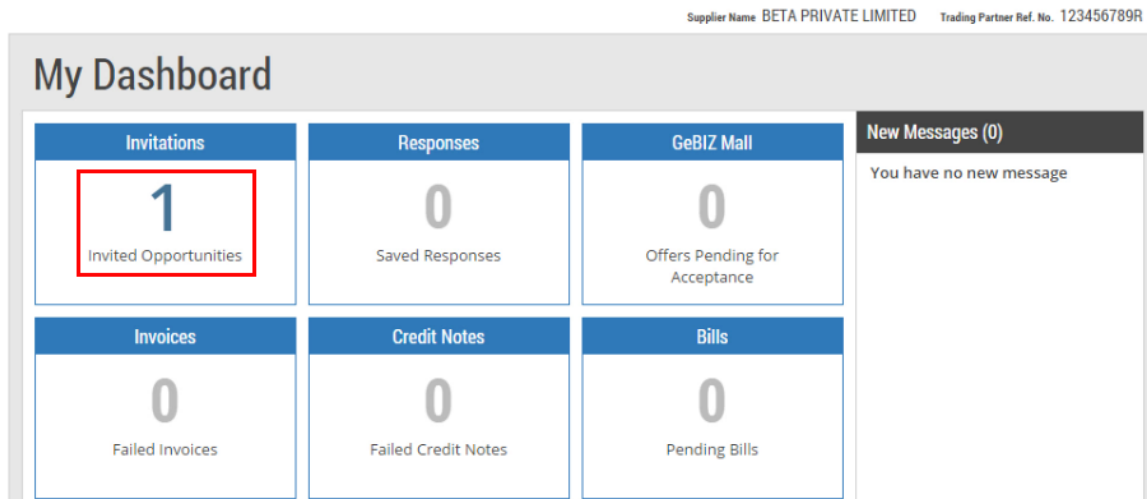 Supplier Name BETA PRIVATE LIMITED Trading Partner Ref. No. 123456789R
My Dashboard
Invitations
1
Invited Opportunities
Responses
0
Saved Responses
GeBIZ Mall
0
Offers Pending for
Acceptance
New Messages (0)
You have no new message
Invoices
0
Failed Invoices
Credit Notes
0
Failed Credit Notes
Bills
0
Pending Bills